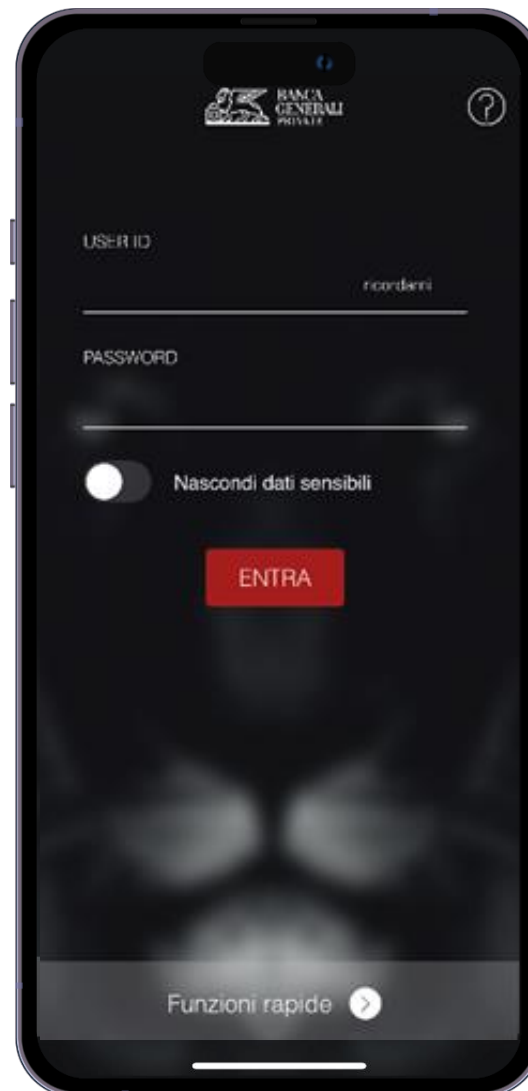 BANCA
GENERALI
PRIVATE
?
USER ID
ricordami
PASSWORD
Nascondi dati sensibili
ENTRA
Funzioni rapide